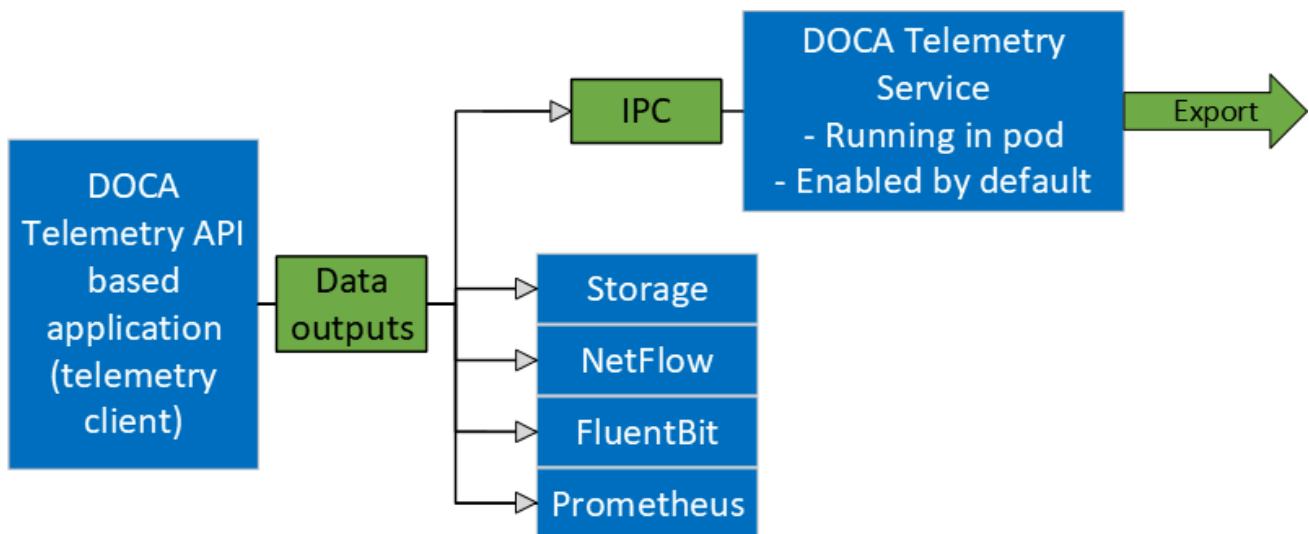 DOCA
Telemetry API
based
application
(telemetry
client)
Data
outputs
IPC
DOCA Telemetry
Service
- Running in pod
- Enabled by default
Export
Storage
NetFlow
FluentBit
Prometheus